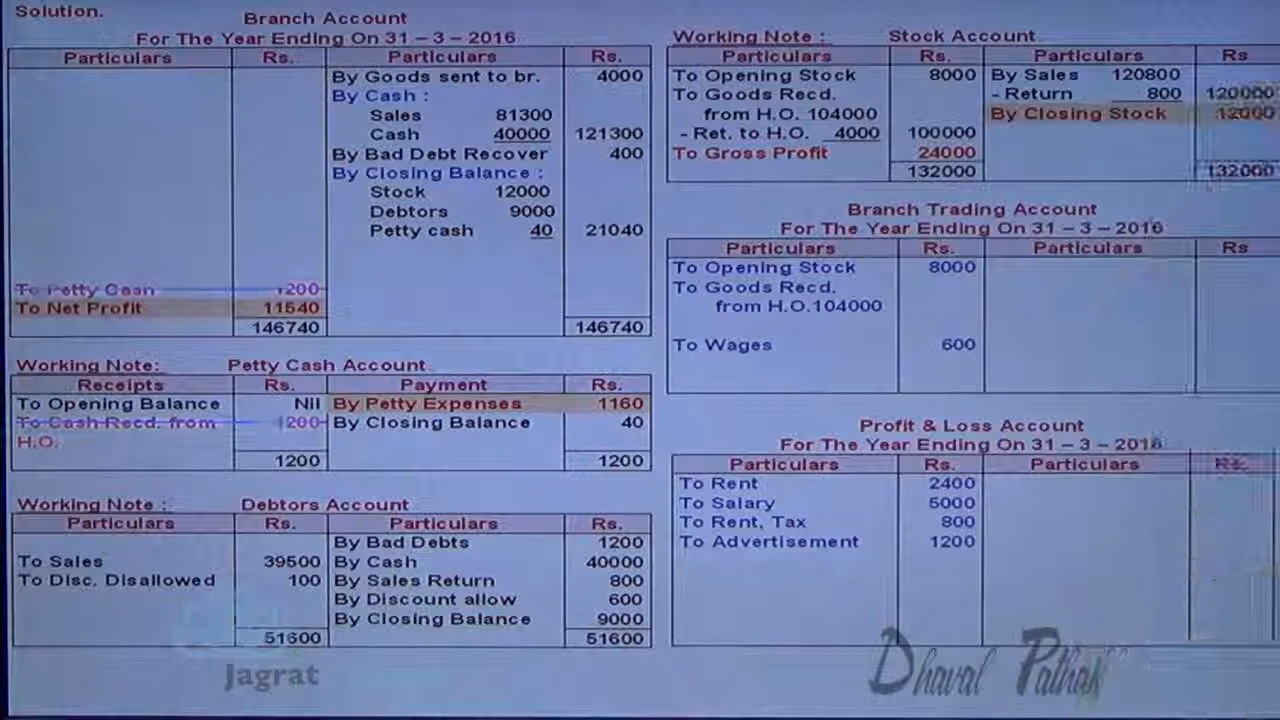 Solution.
Branch Account
For The Year Ending On 31 – 3 – 2016
Particulars Rs. Particulars Rs.
By Goods sent to br. 4000
By Cash :
Sales 81300
Cash 40000 121300
By Bad Debt Recover 400
By Closing Balance :
Stock 12000
Debtors 9000
Petty cash 40 21040
To Petty Cash 1200
To Net Profit 11540
146740 146740
Working Note: Petty Cash Account
Receipts Rs. Payment Rs.
To Opening Balance Nil By Petty Expenses 1160
To Cash Recd. from 1200 By Closing Balance 40
H.O.
1200 1200
Working Note : Debtors Account
Particulars Rs. Particulars Rs.
By Bad Debts 1200
To Sales 39500 By Cash 40000
To Disc. Disallowed 100 By Sales Return 800
By Discount allow 600
By Closing Balance 9000
51600 51600
Working Note : Stock Account
Particulars Rs. Particulars Rs
To Opening Stock 8000 By Sales 120800
To Goods Recd. - Return 800 120000
from H.O. 104000 By Closing Stock 12000
- Ret. to H.O. 4000 100000
To Gross Profit 24000
132000 132000
Branch Trading Account
For The Year Ending On 31 – 3 – 2016
Particulars Rs. Particulars Rs
To Opening Stock 8000
To Goods Recd.
from H.O.104000
To Wages 600
Profit & Loss Account
For The Year Ending On 31 – 3 – 2016
Particulars Rs. Particulars Rs.
To Rent 2400
To Salary 5000
To Rent, Tax 800
To Advertisement 1200
Jagrat
Dhaval Pathak